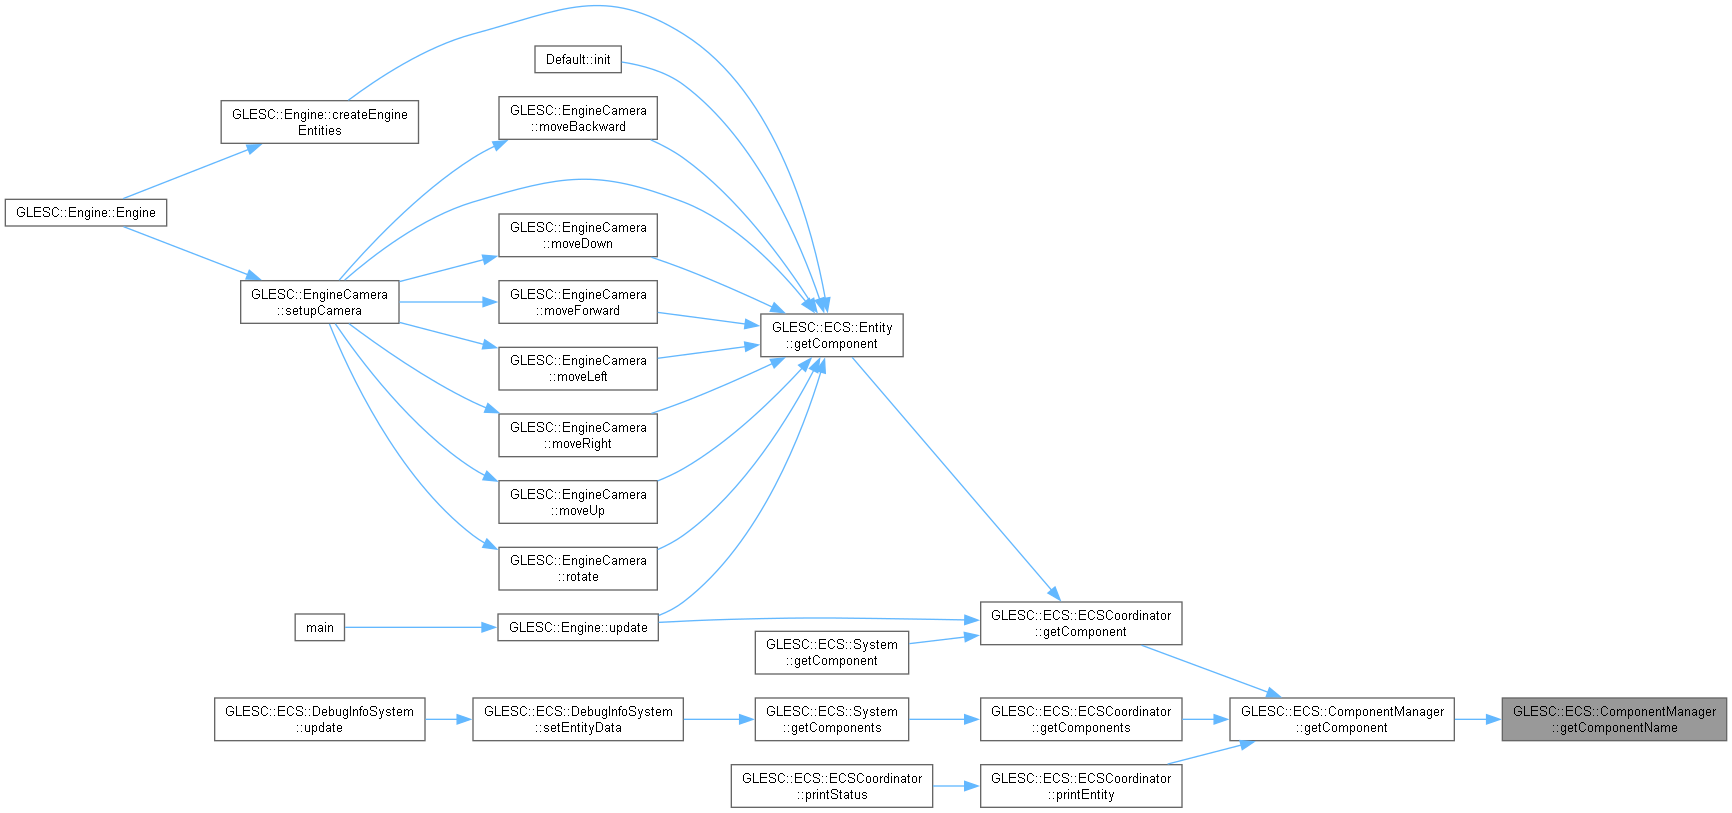 Default::init
GLESC::Engine::createEngine
Entities
GLESC::EngineCamera
::moveBackward
GLESC::Engine::Engine
GLESC::EngineCamera
::moveDown
GLESC::EngineCamera
::setupCamera
GLESC::EngineCamera
::moveForward
GLESC::ECS::Entity
::getComponent
GLESC::EngineCamera
::moveLeft
GLESC::EngineCamera
::moveRight
GLESC::EngineCamera
::moveUp
GLESC::EngineCamera
::rotate
main
GLESC::Engine::update
GLESC::ECS::ECSCoordinator
::getComponent
GLESC::ECS::System
::getComponent
GLESC::ECS::DebugInfoSystem
::update
GLESC::ECS::DebugInfoSystem
::setEntityData
GLESC::ECS::System
::getComponents
GLESC::ECS::ECSCoordinator
::getComponents
GLESC::ECS::ComponentManager
::getComponent
GLESC::ECS::ComponentManager
::getComponentName
GLESC::ECS::ECSCoordinator
::printStatus
GLESC::ECS::ECSCoordinator
::printEntity